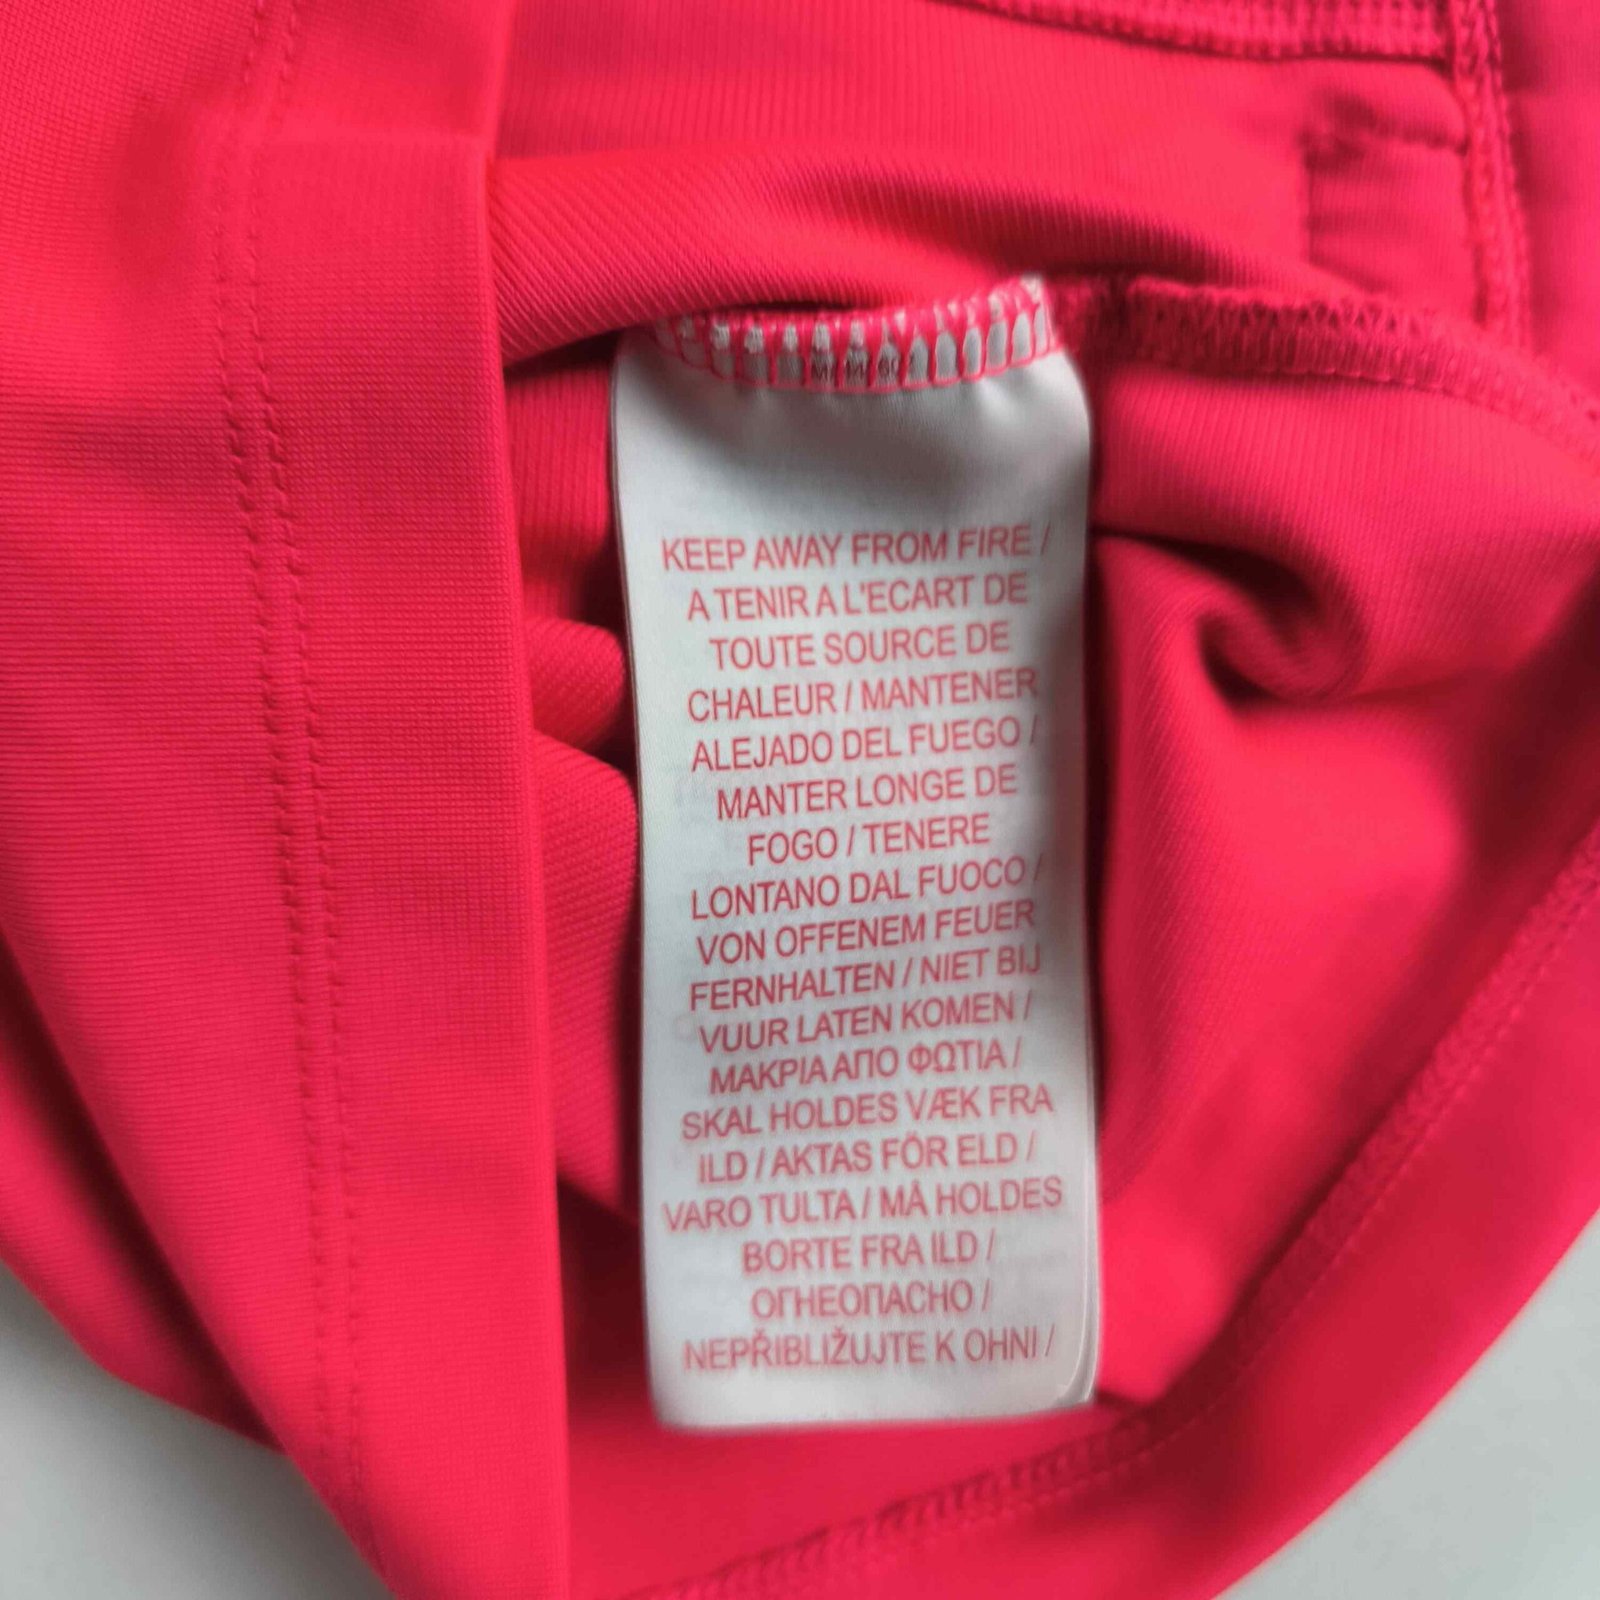 KEEP AWAY FROM FIRE /
A TENIR A L'ECART DE
TOUTE SOURCE DE
CHALEUR / MANTENER
ALEJADO DEL FUEGO /
MANTER LONGE DE
FOGO / TENERE
LONTANO DAL FUOCO /
VON OFFENEM FEUER
FERNHALTEN / NIET BIJ
VUUR LATEN KOMEN /
ΜΑΚΡΙΑ ΑΠΟ ΦΩΤΙΑ /
SKAL HOLDES VÆK FRA
ILD / AKTAS FÖR ELD /
VARO TULTA / MÅ HOLDES
BORTE FRA ILD /
ОГНЕОПАСНО /
NEPŘIBLIŽUJTE K OHNI /